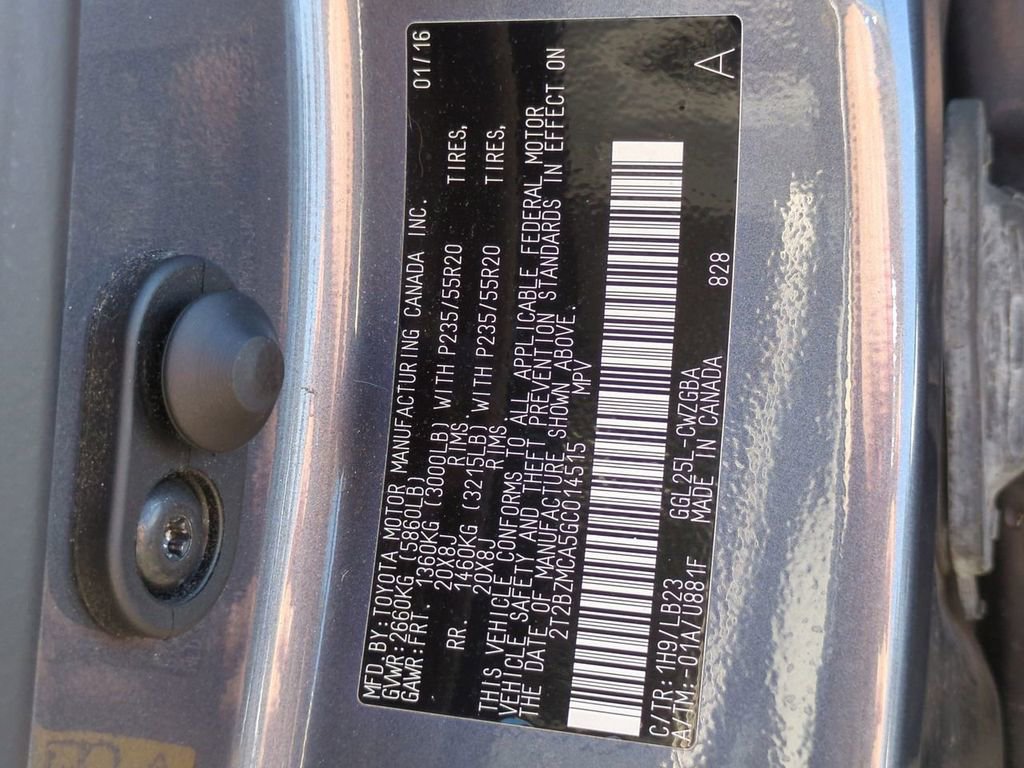 MFD BY:TOYOTA MOTOR MANUFACTURING CANADA INC. 01/16
GVWR:2660KG (5860LB)
GAWR:FRT. 1360KG (3000LB) WITH P235/55R20 TIRES,
20X8J RIMS
RR. 1460KG (3215LB) WITH P235/55R20 TIRES,
20X8J RIMS
THIS VEHICLE CONFORMS TO ALL APPLICABLE FEDERAL MOTOR
VEHICLE SAFETY AND THEFT PREVENTION STANDARDS IN EFFECT ON
THE DATE OF MANUFACTURE SHOWN ABOVE.
2T2BZMCA5GC014515 MPV
C/TR:1H9/LB23 GGL25L-CWZGBA
A/TM:-01A/U881F MADE IN CANADA 828 A